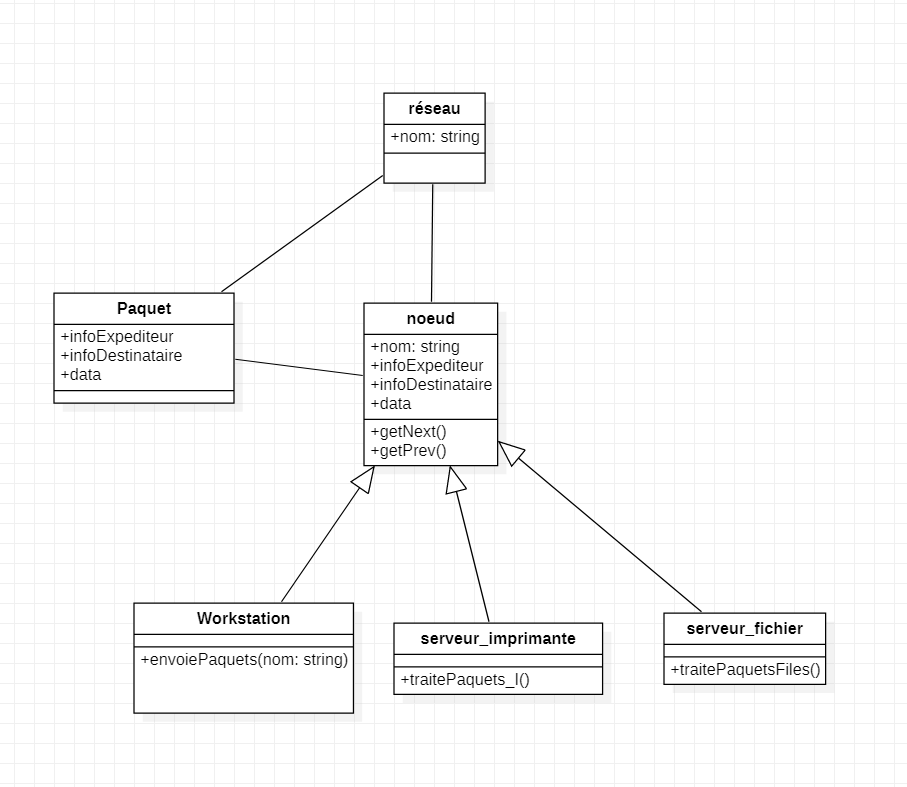 réseau
+nom: string
Paquet
+infoExpediteur
+infoDestinataire
+data
noeud
+nom: string
+infoExpediteur
+infoDestinataire
+data
+getNext()
+getPrev()
Workstation
+envoiePaquets(nom: string)
serveur_imprimante
+traitePaquets_I()
serveur_fichier
+traitePaquetsFiles()